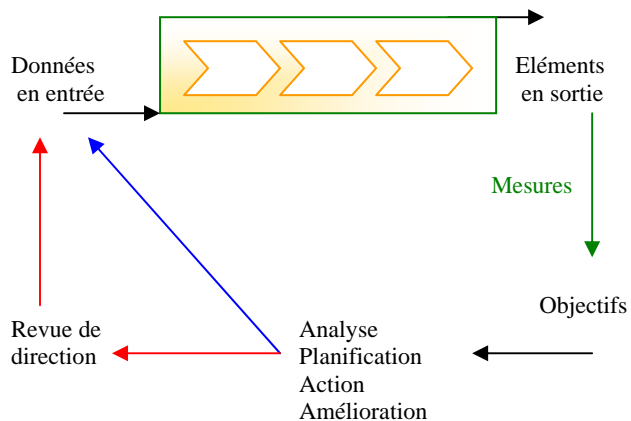 Données
en entrée
Eléments
en sortie
Mesures
Objectifs
Revue de
direction
Analyse
Planification
Action
Amélioration